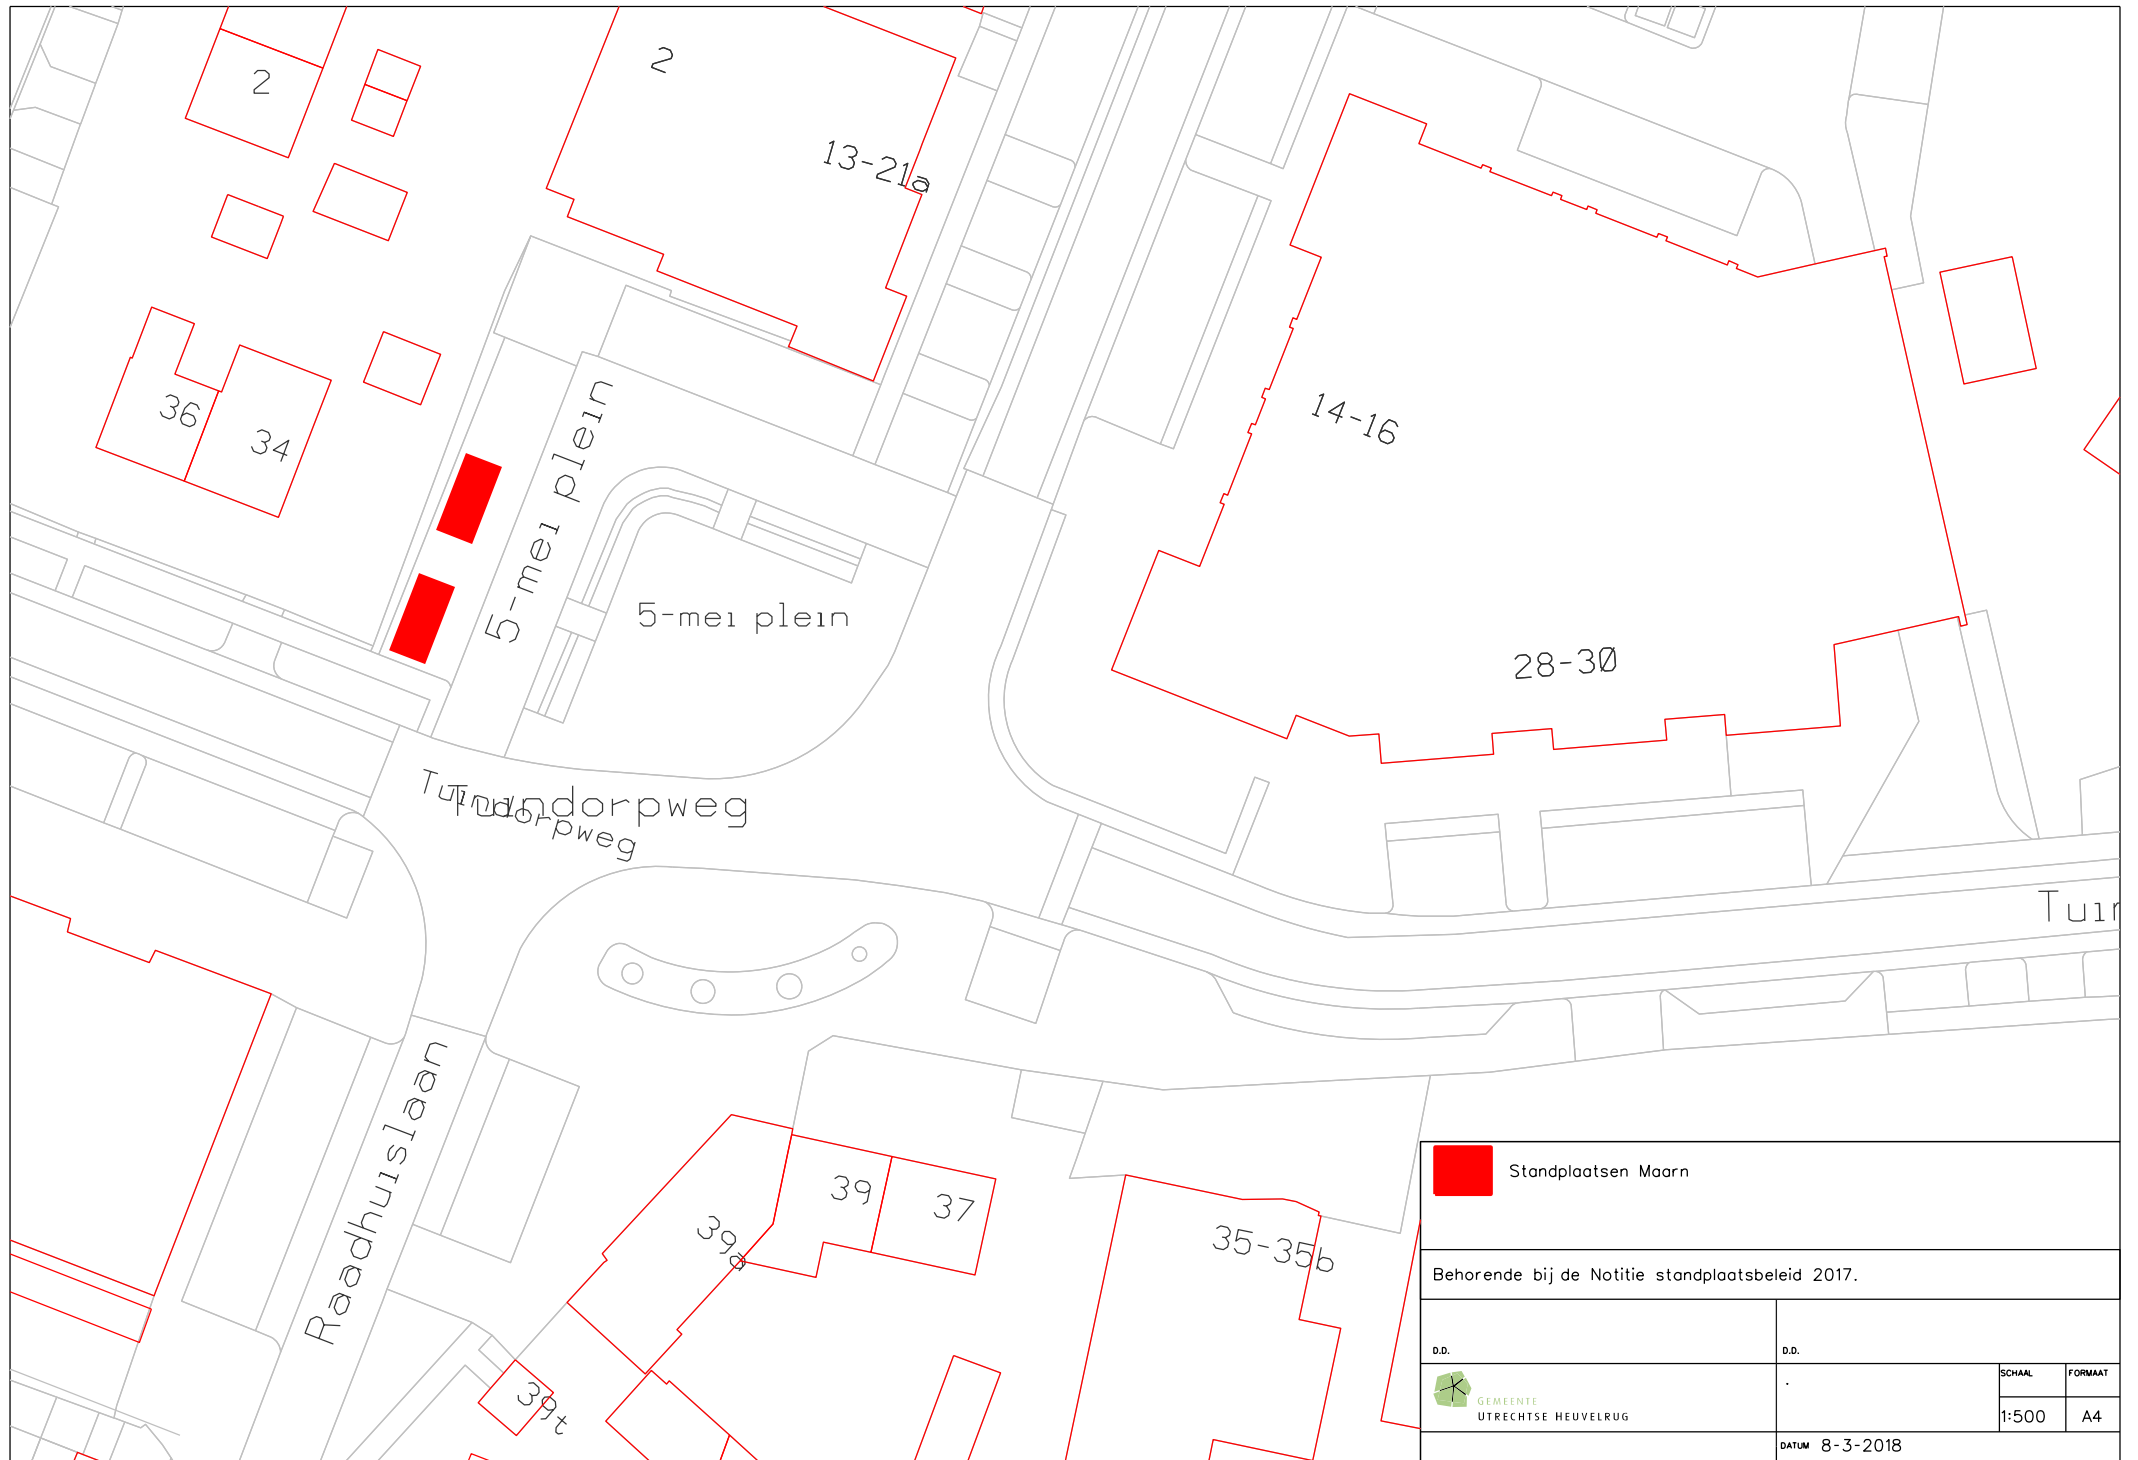 2
2
13-21a
36
34
14-16
5-mei plein
5-mei plein
28-30
Tuindorpweg
Tuindorpweg
Tuir
Raadhuislaan
39
37
39a
35-35b
39t
Standplaatsen Maarn
Behorende bij de Notitie standplaatsbeleid 2017.
D.D.
D.D.
GEMEENTE
UTRECHTSE HEUVELRUG
.
SCHAAL
FORMAAT
1:500
A4
DATUM 8-3-2018